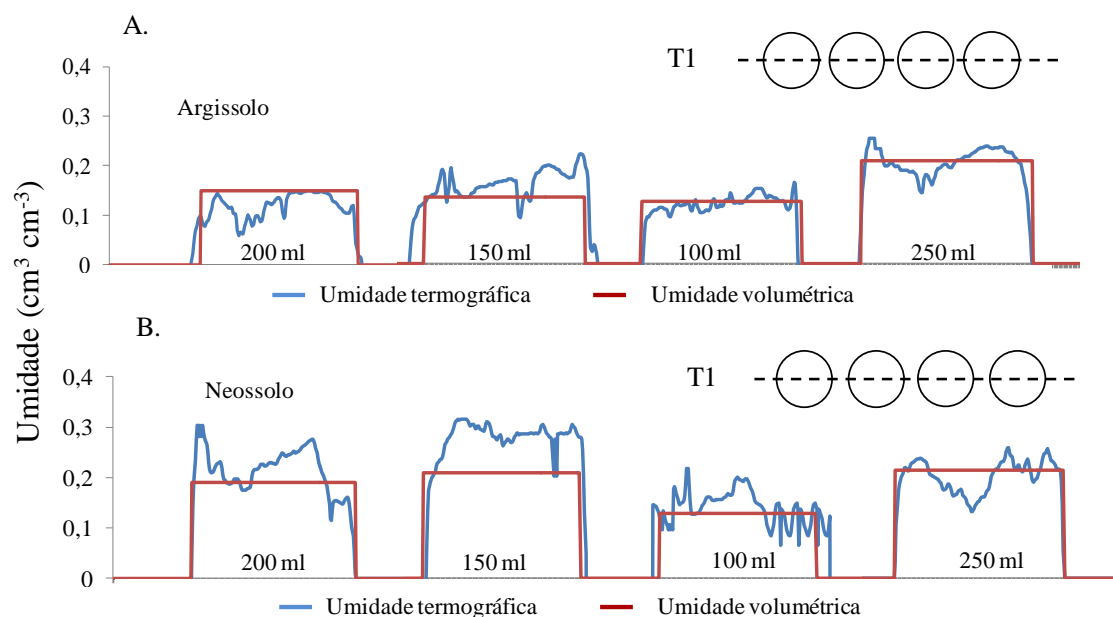 A.
T1
0,4
0,3
0,2
0,1
0
Argissolo
200 ml
150 ml
100 ml
250 ml
Umidade termográfica
Umidade volumétrica
Umidade (cm³ cm⁻³)
B.
T1
0,4
0,3
0,2
0,1
0
Neossolo
200 ml
150 ml
100 ml
250 ml
Umidade termográfica
Umidade volumétrica